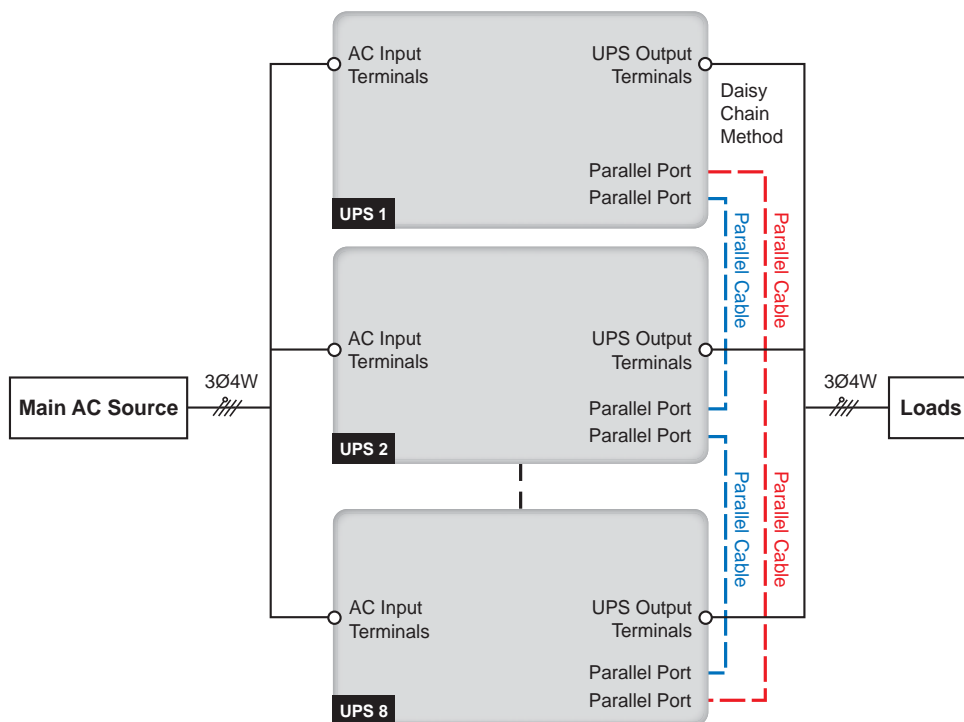 AC Input
Terminals
UPS Output
Terminals
Daisy
Chain
Method
Parallel Port
Parallel Port
UPS 1
Parallel Cable
Parallel Cable
AC Input
Terminals
UPS Output
Terminals
3Ø4W
Main AC Source
3Ø4W
Loads
Parallel Port
Parallel Port
UPS 2
Parallel Cable
Parallel Cable
AC Input
Terminals
UPS Output
Terminals
Parallel Port
Parallel Port
UPS 8